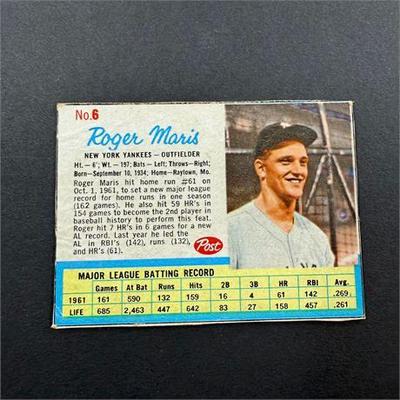 No.6
Roger Maris
NEW YORK YANKEES — OUTFIELDER
Ht. - 6'; Wt. - 197; Bats - Left; Throws-Right;
Born-September 10, 1934; Home-Raytown, Mo.
Roger Maris hit home run #61 on
Oct. 1, 1961, to set a new major league
record for home runs in one season
(162 games). He also hit 59 HR's in
154 games to become the 2nd player in
baseball history to perform this feat.
Roger hit 7 HR's in 6 games for a new
AL record. Last year he led the
AL in RBI's (142), runs (132),
and HR's (61).
Post
MAJOR LEAGUE BATTING RECORD
Games At Bat Runs Hits 2B 3B HR RBI Avg.
1961 161 590 132 159 16 4 61 142 .269
LIFE 685 2,463 447 642 83 27 158 457 .261